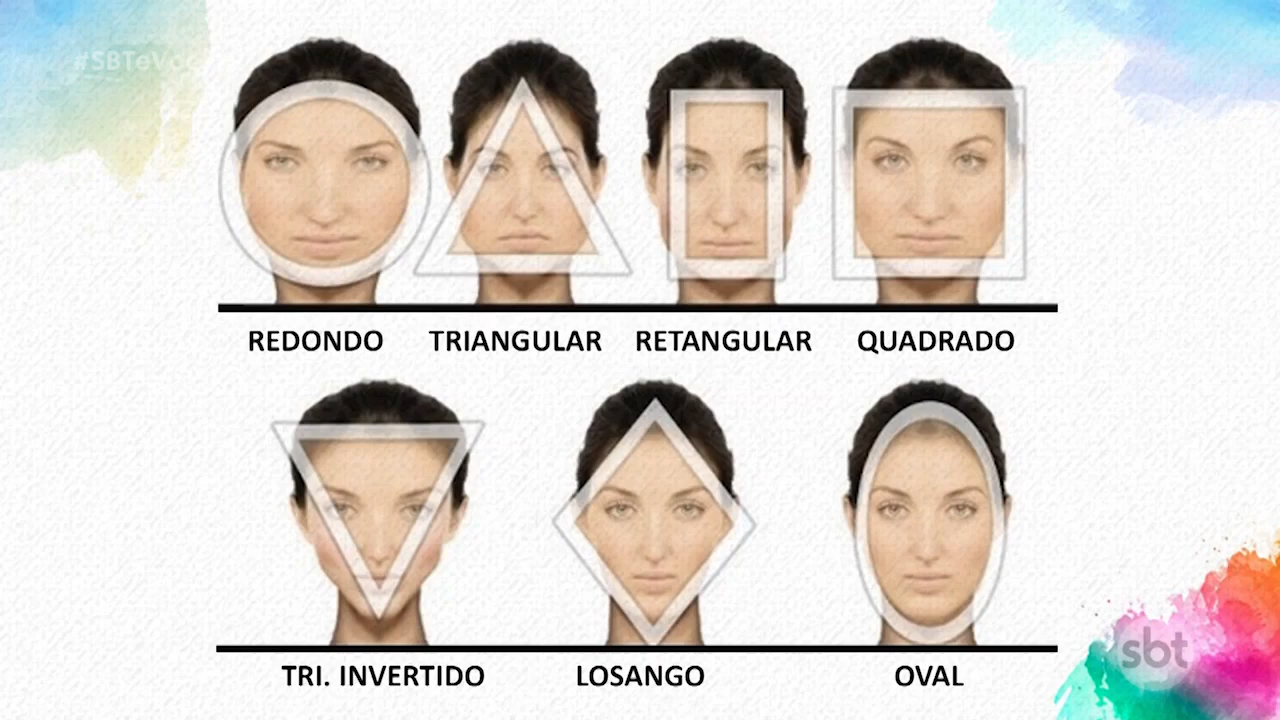 #SBTeVoc
REDONDO TRIANGULAR RETANGULAR QUADRADO
TRI. INVERTIDO LOSANGO OVAL
sbt